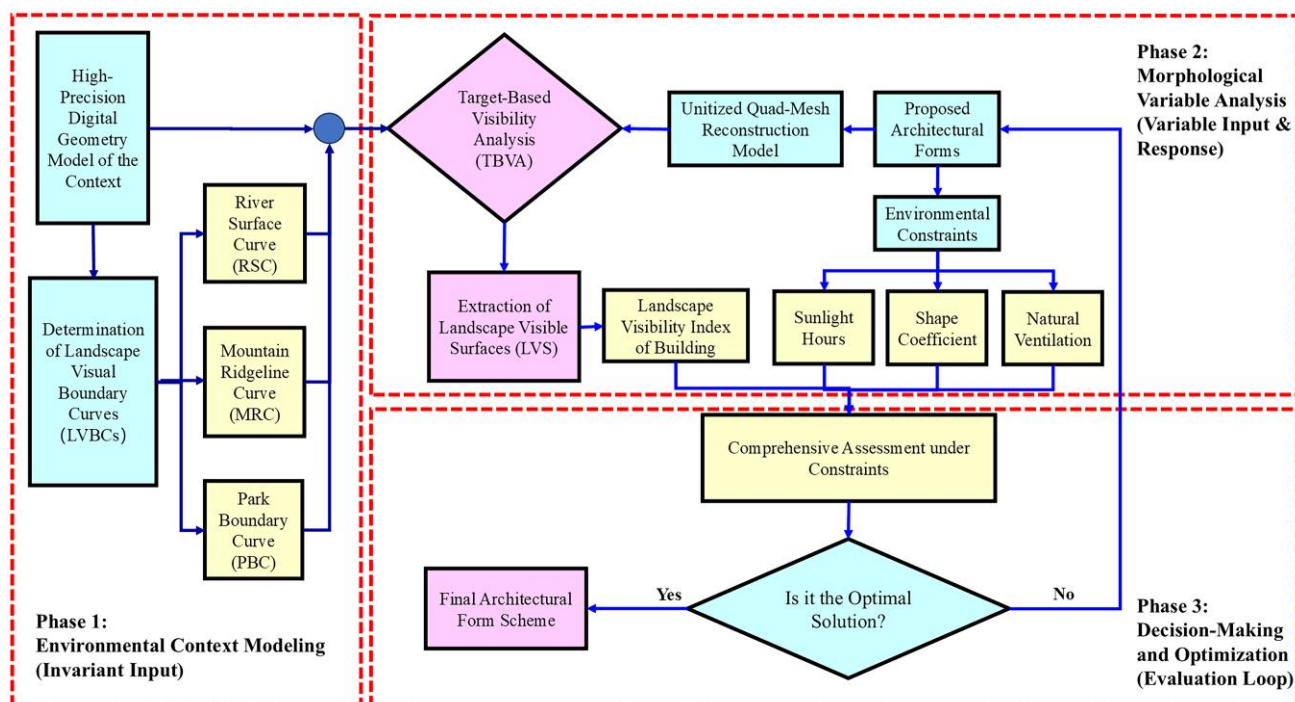 High-
Precision
Digital
Geometry
Model of the
Context
Determination
of Landscape
Visual
Boundary
Curves
(LVBCs)
River
Surface
Curve
(RSC)
Mountain
Ridgeline
Curve
(MRC)
Park
Boundary
Curve
(PBC)
Phase 1:
Environmental Context Modeling
(Invariant Input)
Target-Based
Visibility
Analysis
(TBVA)
Unitized Quad-Mesh
Reconstruction
Model
Proposed
Architectural
Forms
Phase 2:
Morphological
Variable Analysis
(Variable Input &
Response)
Environmental
Constraints
Extraction of
Landscape Visible
Surfaces (LVS)
Landscape
Visibility Index
of Building
Sunlight
Hours
Shape
Coefficient
Natural
Ventilation
Comprehensive Assessment under
Constraints
Is it the Optimal
Solution?
Yes
No
Final Architectural
Form Scheme
Phase 3:
Decision-Making
and Optimization
(Evaluation Loop)